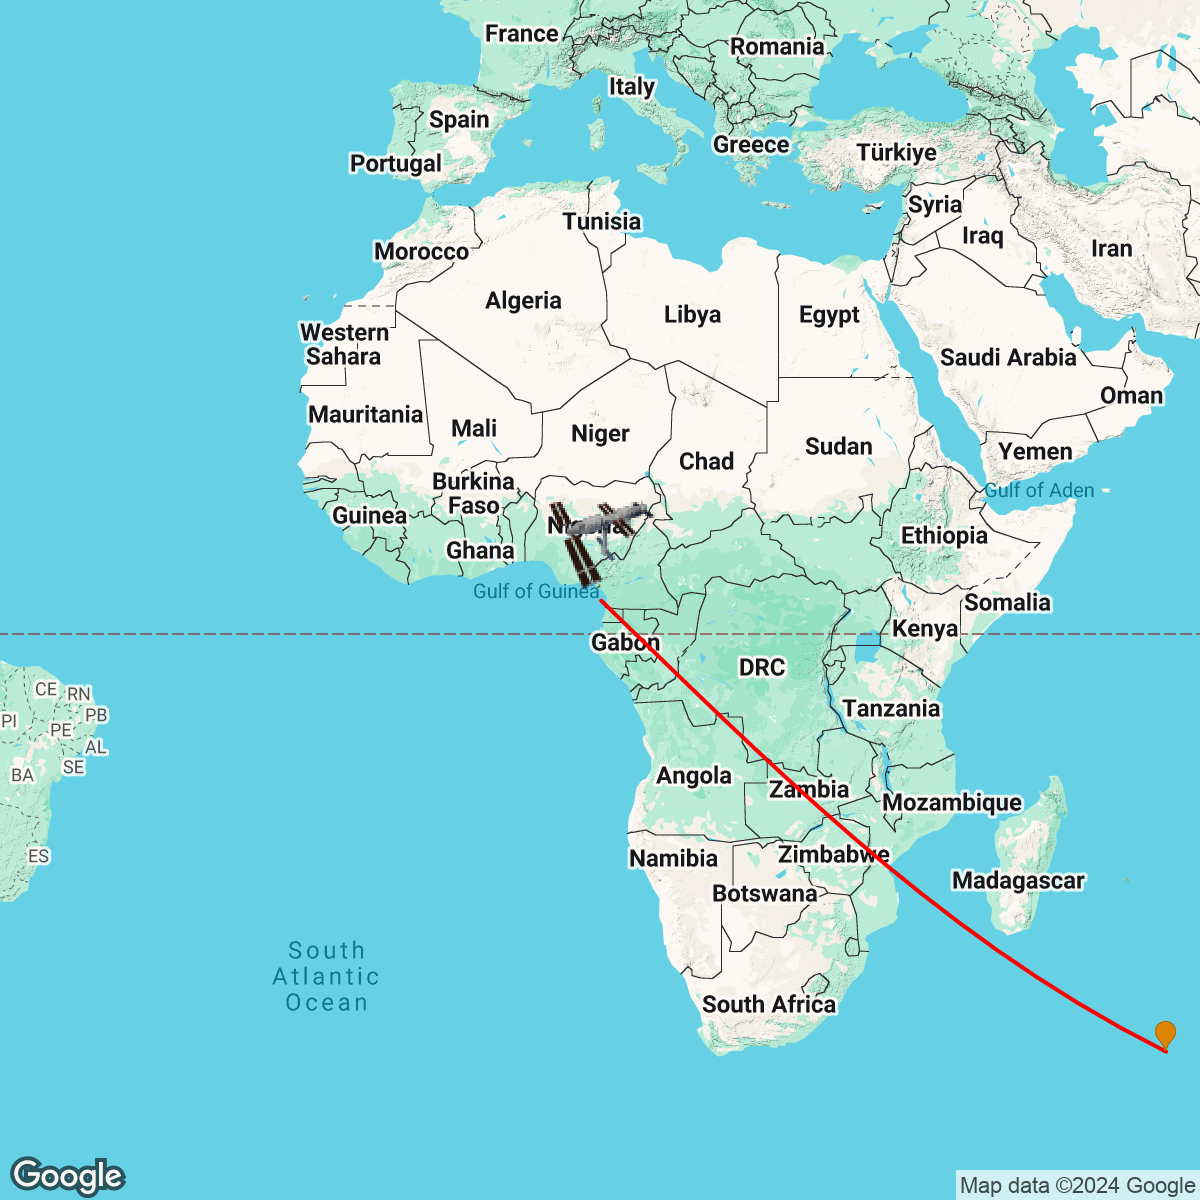 France
Romania
Italy
Spain
Greece
Türkiye
Portugal
Syria
Tunisia
Iraq
Iran
Morocco
Algeria
Libya
Egypt
Western
Sahara
Saudi Arabia
Oman
Mauritania
Mali
Niger
Sudan
Yemen
Chad
Burkina
Faso
Gulf of Aden
Guinea
Ethiopia
Ghana
Gulf of Guinea
Somalia
Kenya
Gabon
DRC
CE
RN
Tanzania
PB
PI
PE
AL
SE
BA
Angola
Zambia
Mozambique
ES
Namibia
Zimbabwe
Madagascar
Botswana
South
Atlantic
Ocean
South Africa
Google
Map data ©2024 Google